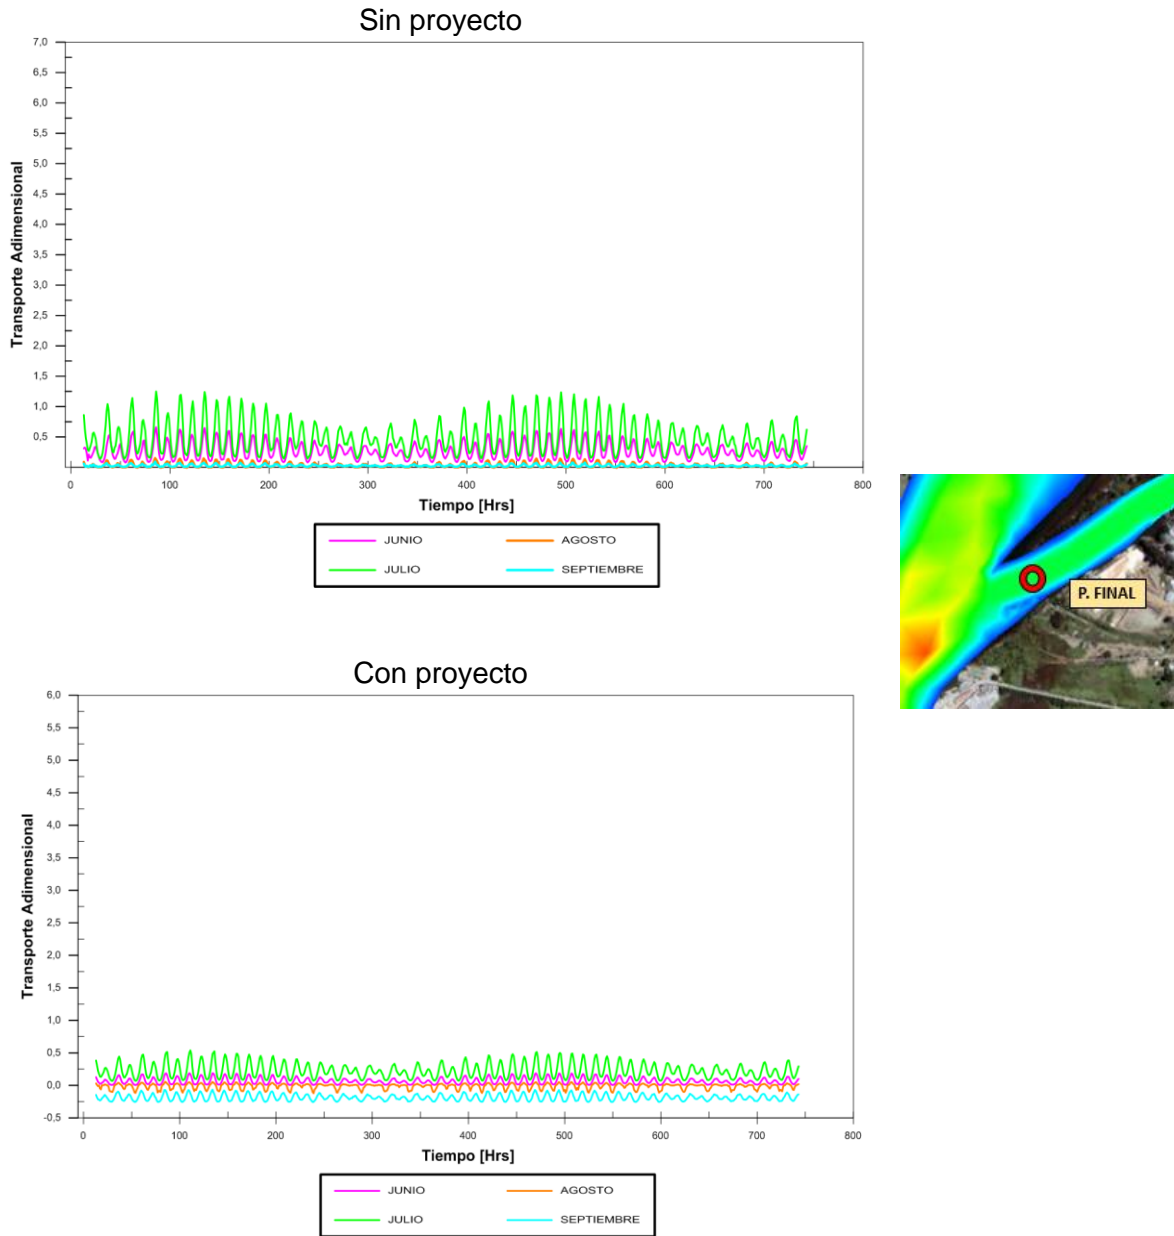 Sin proyecto
7,0
6,5
6,0
5,5
5,0
4,5
4,0
3,5
3,0
2,5
2,0
1,5
1,0
0,5
Transporte Adimensional
0 100 200 300 400 500 600 700 800
Tiempo [Hrs]
JUNIO AGOSTO
JULIO SEPTIEMBRE
P. FINAL
Con proyecto
6,0
5,5
5,0
4,5
4,0
3,5
3,0
2,5
2,0
1,5
1,0
0,5
0,0
-0,5
Transporte Adimensional
0 100 200 300 400 500 600 700 800
Tiempo [Hrs]
JUNIO AGOSTO
JULIO SEPTIEMBRE